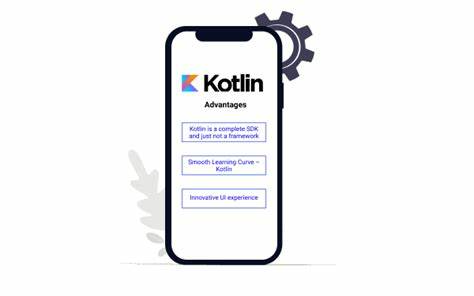 Kotlin
Advantages
Kotlin is a complete SDK
and just not a framework
Smooth Learning Curve –
Kotlin
Innovative UI experience